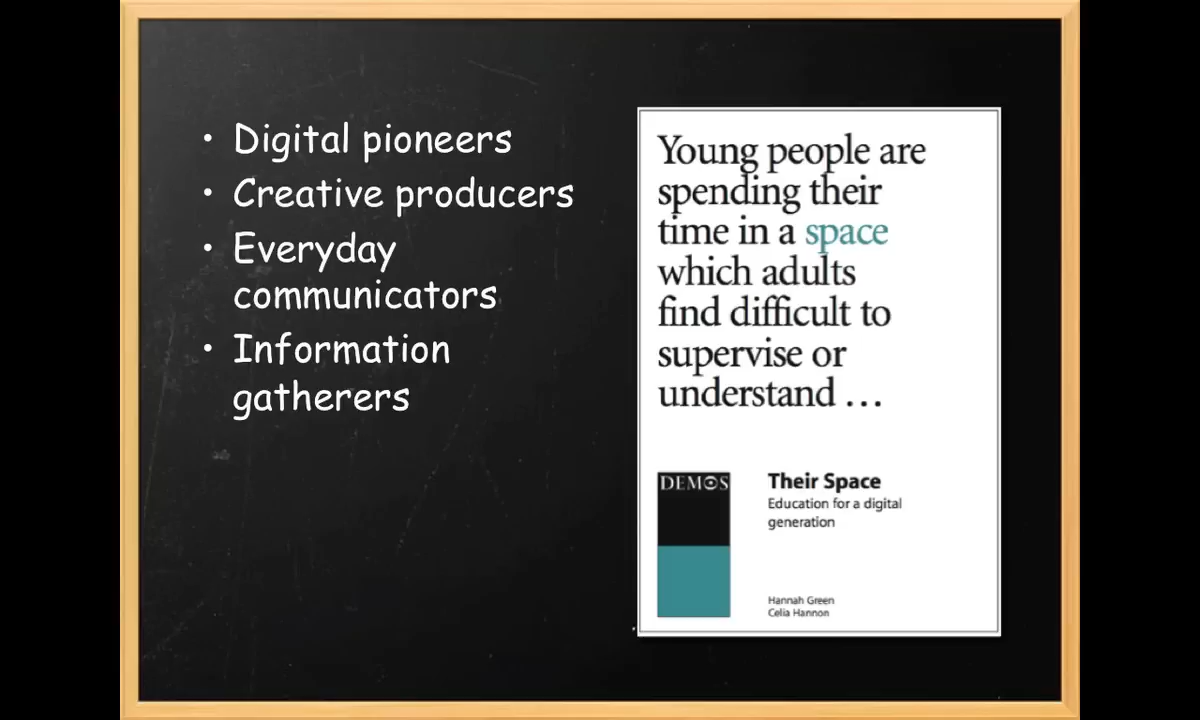 • Digital pioneers
• Creative producers
• Everyday
communicators
• Information
gatherers
Young people are
spending their
time in a space
which adults
find difficult to
supervise or
understand ...
DEMOS
Their Space
Education for a digital
generation
Hannah Green
Celia Hannon